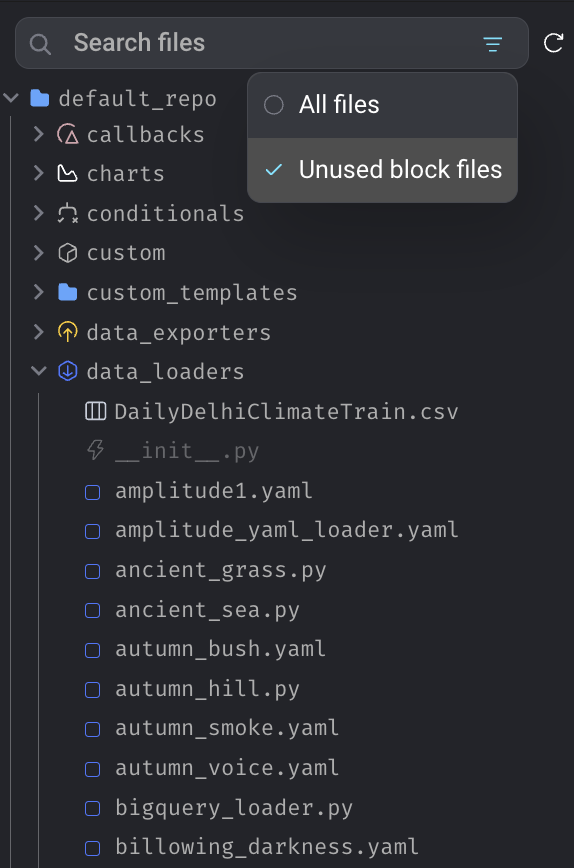 Search files
All files
Unused block files
default_repo
callbacks
charts
conditionals
custom
custom_templates
data_exporters
data_loaders
DailyDelhiClimateTrain.csv
__init__.py
amplitude1.yaml
amplitude_yaml_loader.yaml
ancient_grass.py
ancient_sea.py
autumn_bush.yaml
autumn_hill.py
autumn_smoke.yaml
autumn_voice.yaml
bigquery_loader.py
billowing_darkness.yaml